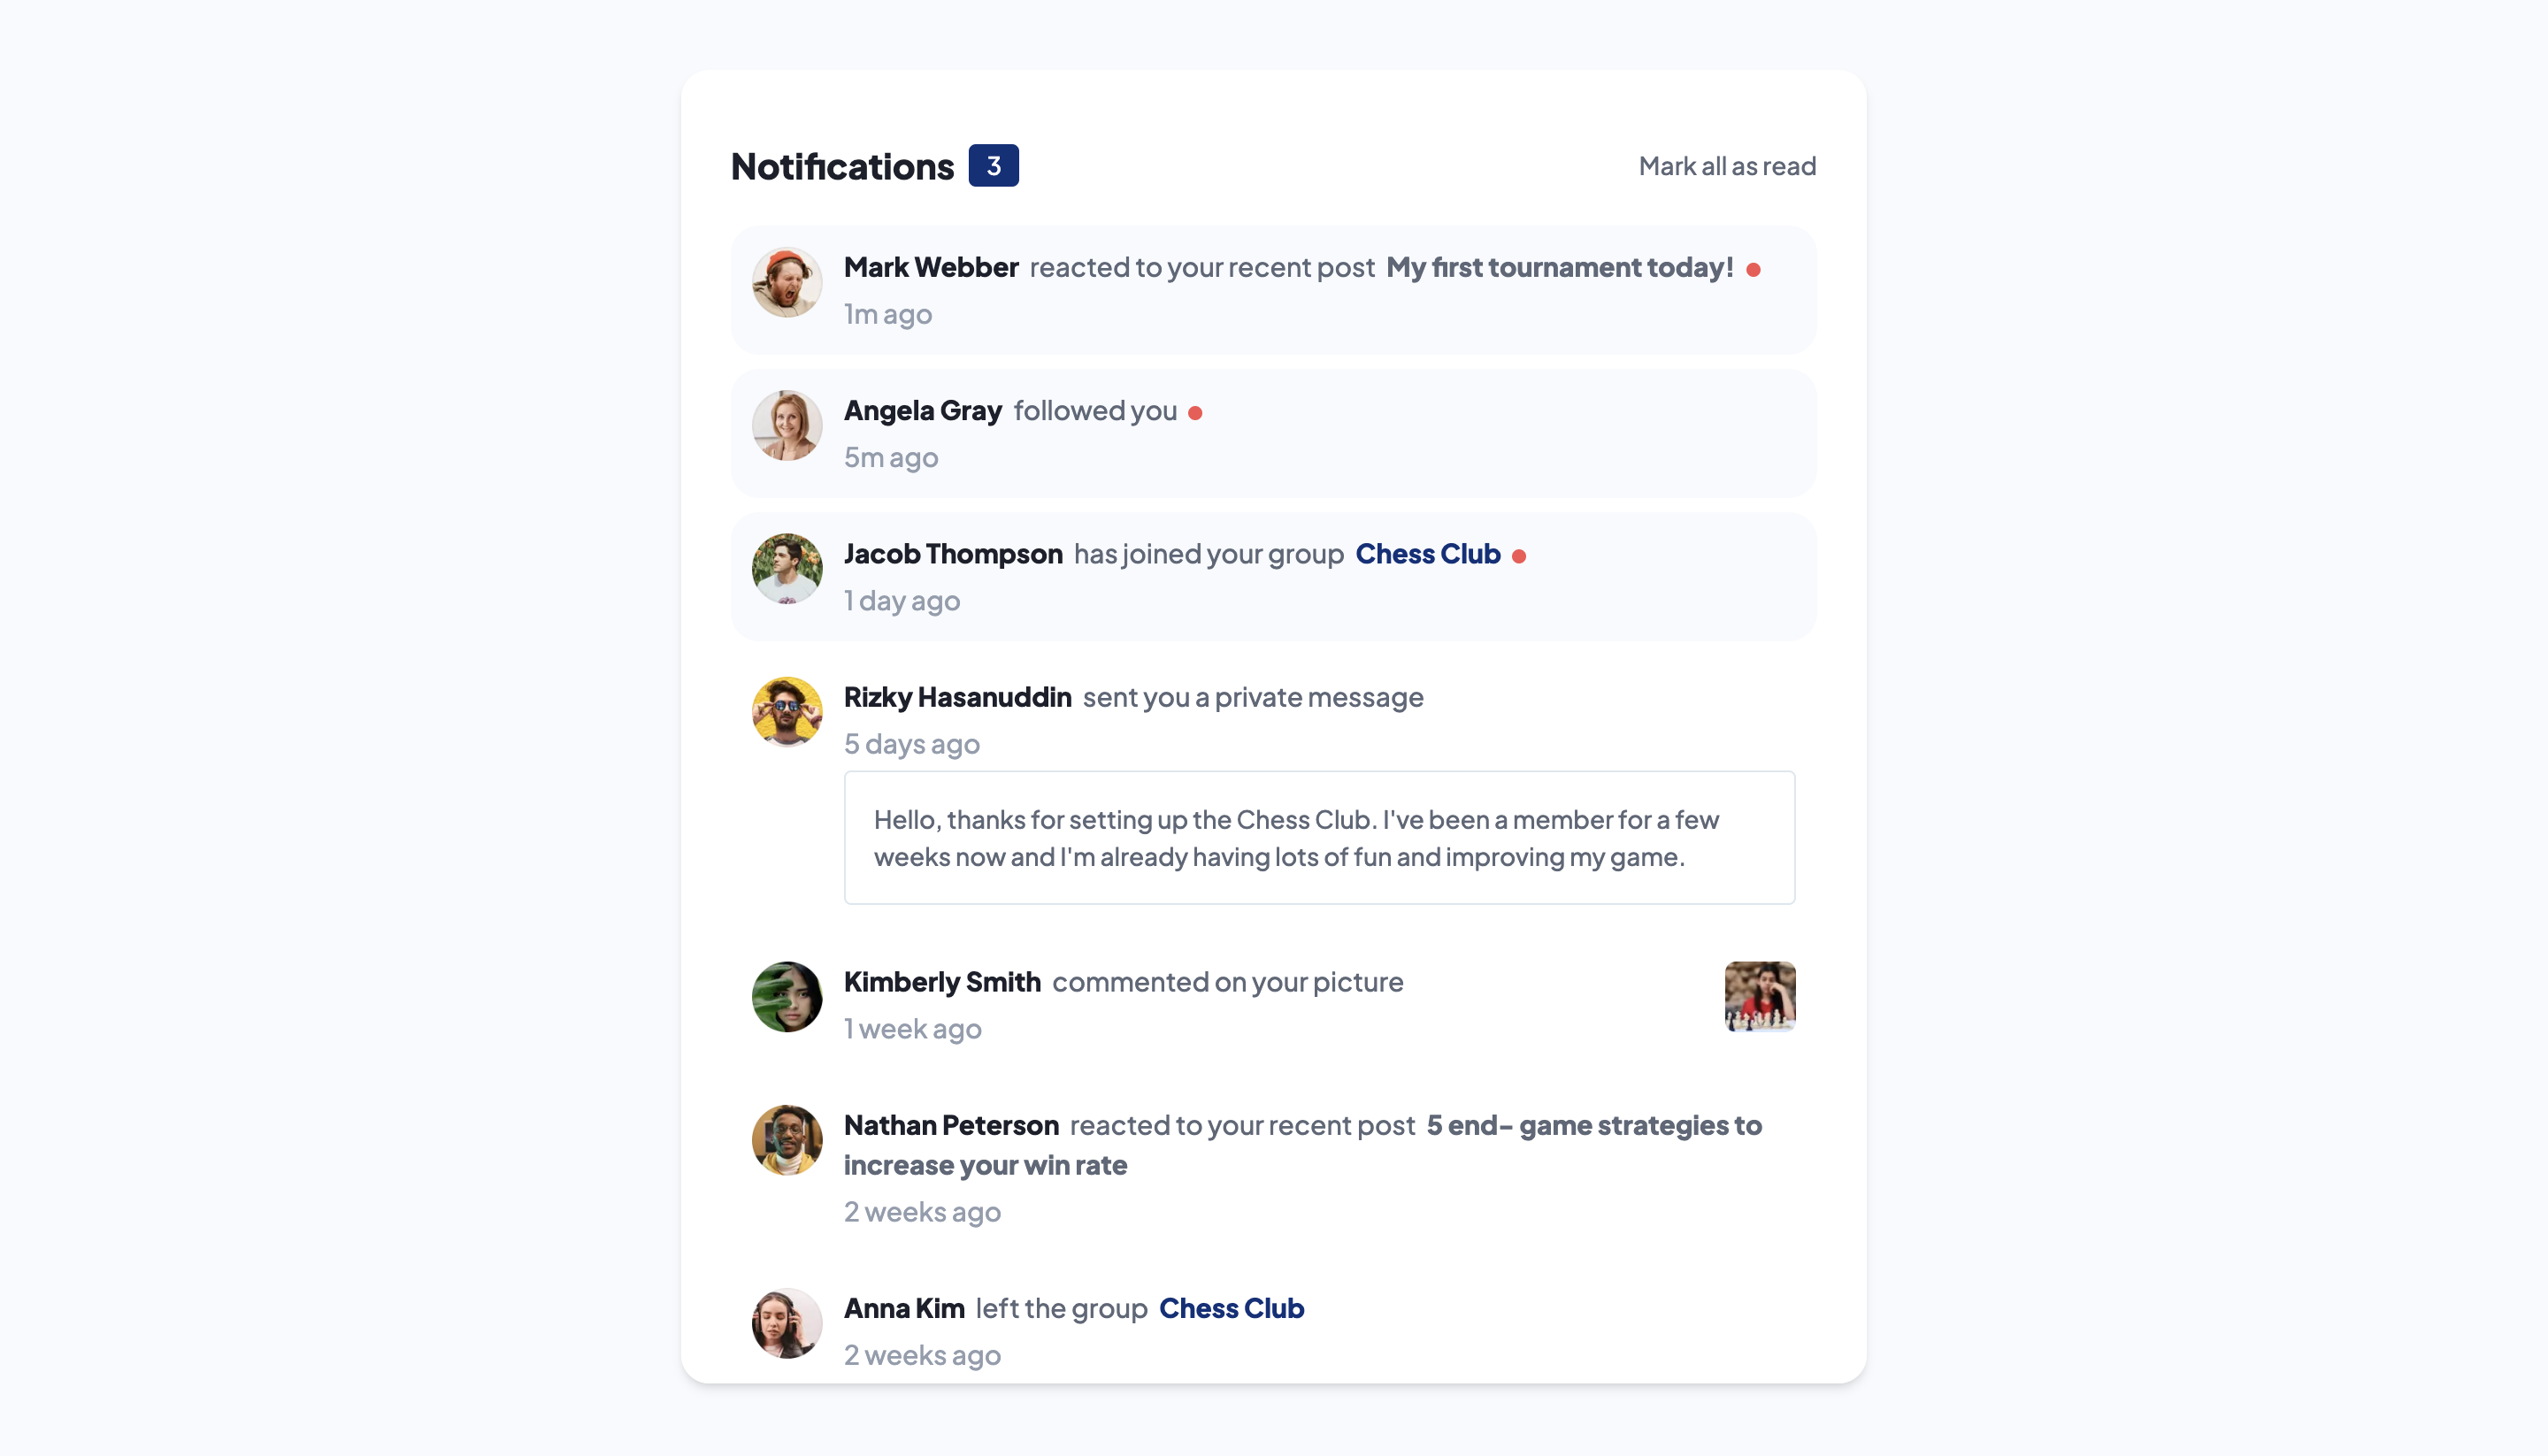 Notifications 3 Mark all as read
Mark Webber reacted to your recent post My first tournament today!
1m ago
Angela Gray followed you
5m ago
Jacob Thompson has joined your group Chess Club
1 day ago
Rizky Hasanuddin sent you a private message
5 days ago
Hello, thanks for setting up the Chess Club. I've been a member for a few
weeks now and I'm already having lots of fun and improving my game.
Kimberly Smith commented on your picture
1 week ago
Nathan Peterson reacted to your recent post 5 end- game strategies to
increase your win rate
2 weeks ago
Anna Kim left the group Chess Club
2 weeks ago